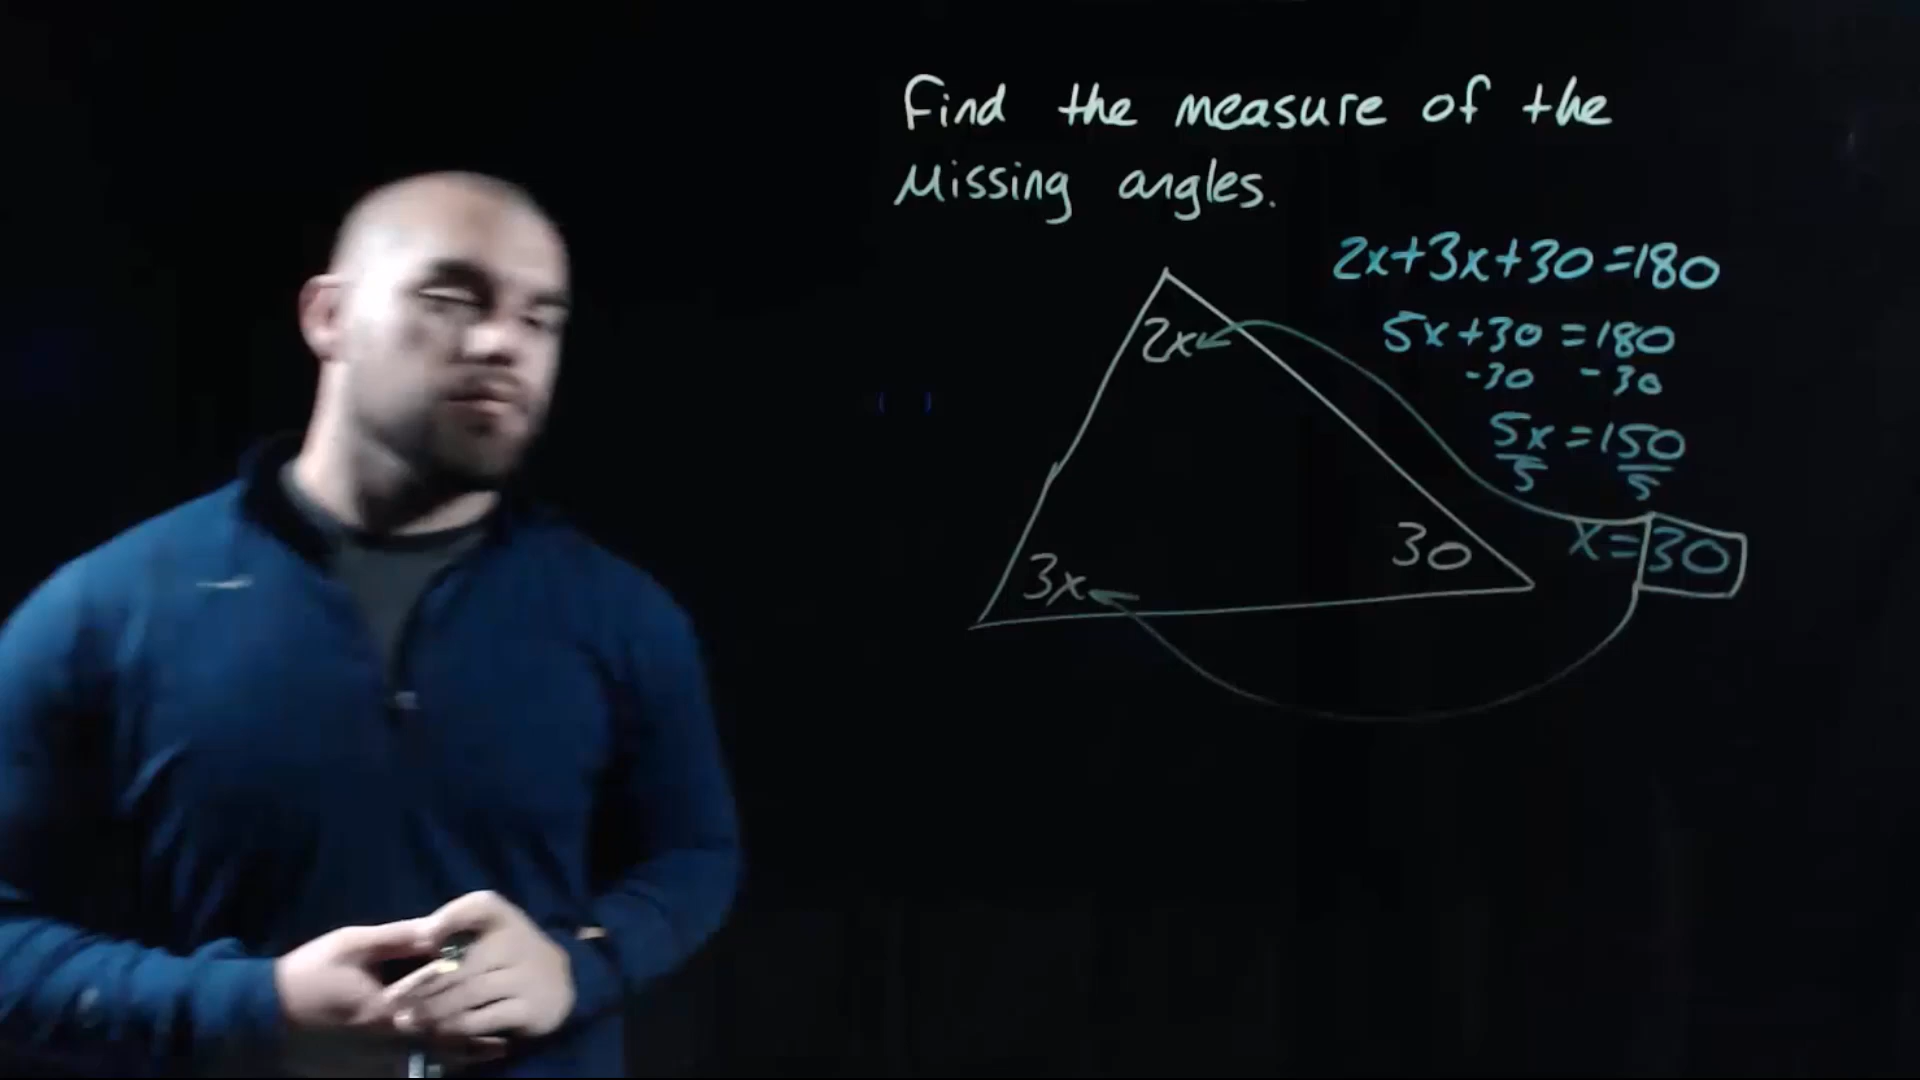 Find the measure of the
Missing angles.
2x+3x+30=180
5x+30=180
-30 -30
5x=150
5 5
x=30
2x
30
3x